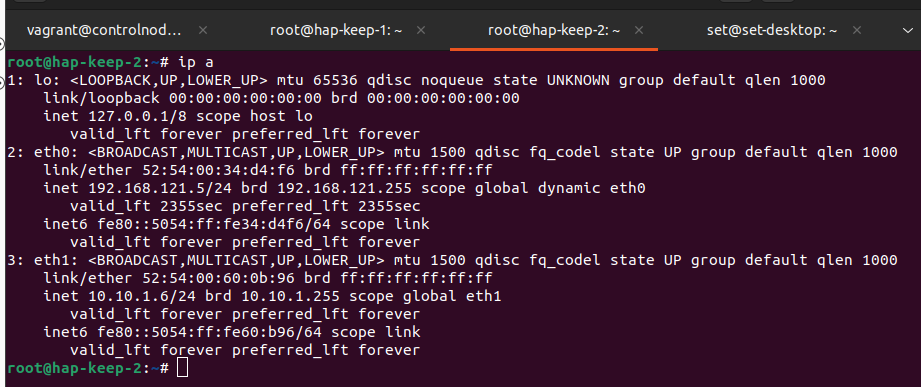 vagrant@controlnod... × root@hap-keep-1: ~ × root@hap-keep-2: ~ × set@set-desktop: ~ ×
root@hap-keep-2:~# ip a
1: lo: <LOOPBACK,UP,LOWER_UP> mtu 65536 qdisc noqueue state UNKNOWN group default qlen 1000
    link/loopback 00:00:00:00:00:00 brd 00:00:00:00:00:00
    inet 127.0.0.1/8 scope host lo
       valid_lft forever preferred_lft forever
2: eth0: <BROADCAST,MULTICAST,UP,LOWER_UP> mtu 1500 qdisc fq_codel state UP group default qlen 1000
    link/ether 52:54:00:34:d4:f6 brd ff:ff:ff:ff:ff:ff
    inet 192.168.121.5/24 brd 192.168.121.255 scope global dynamic eth0
       valid_lft 2355sec preferred_lft 2355sec
    inet6 fe80::5054:ff:fe34:d4f6/64 scope link
       valid_lft forever preferred_lft forever
3: eth1: <BROADCAST,MULTICAST,UP,LOWER_UP> mtu 1500 qdisc fq_codel state UP group default qlen 1000
    link/ether 52:54:00:60:0b:96 brd ff:ff:ff:ff:ff:ff
    inet 10.10.1.6/24 brd 10.10.1.255 scope global eth1
       valid_lft forever preferred_lft forever
    inet6 fe80::5054:ff:fe60:b96/64 scope link
       valid_lft forever preferred_lft forever
root@hap-keep-2:~#